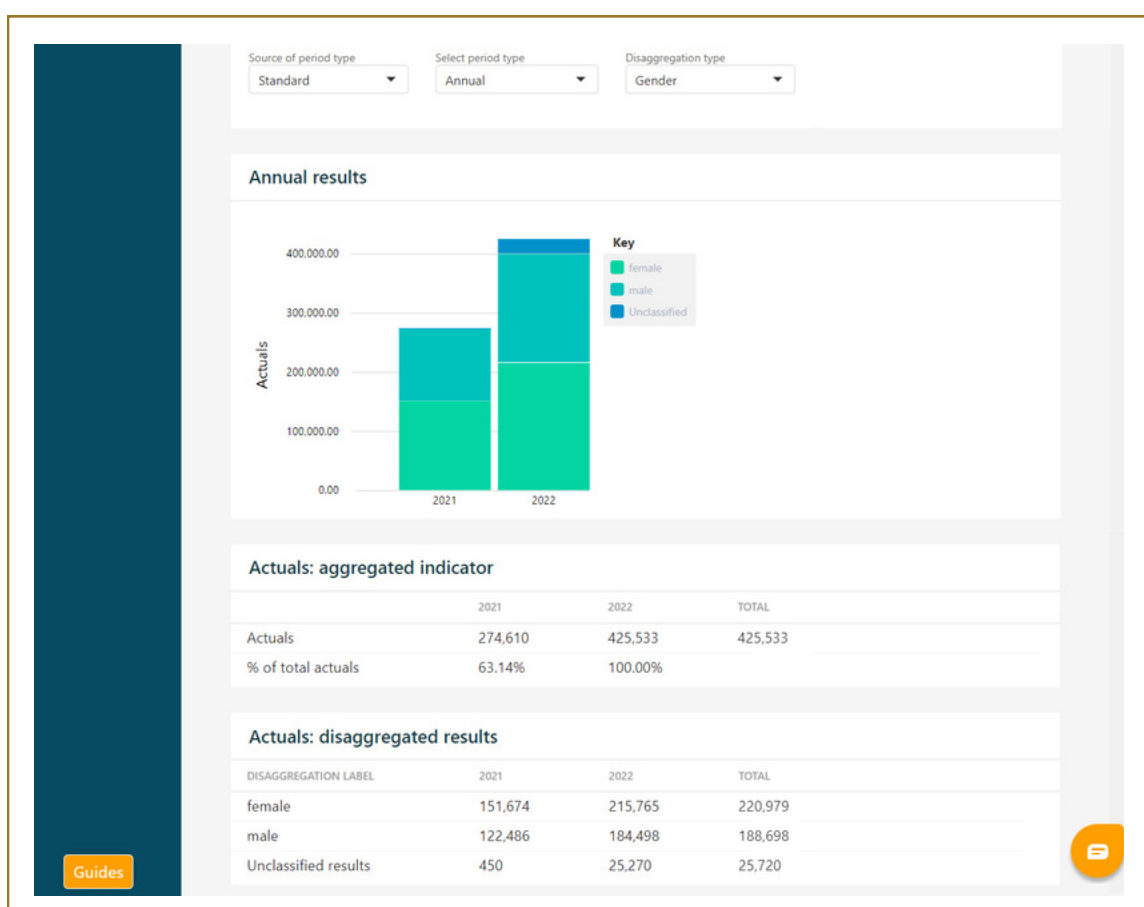 Source of period type Select period type Disaggregation type
Standard Annual Gender
Annual results
400,000.00
300,000.00
200,000.00
100,000.00
0.00
Actuals
2021 2022
Key
female
male
Unclassified
Actuals: aggregated indicator
2021 2022 TOTAL
Actuals 274,610 425,533 425,533
% of total actuals 63.14% 100.00%
Actuals: disaggregated results
DISAGGREGATION LABEL 2021 2022 TOTAL
female 151,674 215,765 220,979
male 122,486 184,498 188,698
Unclassified results 450 25,270 25,720
Guides